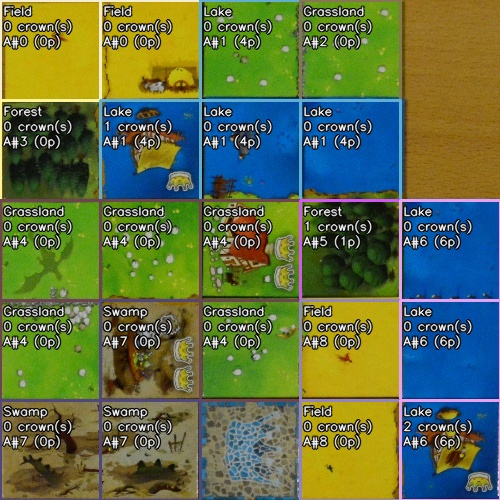 Field
0 crown(s)
A#0 (0p)
Field
0 crown(s)
A#0 (0p)
Lake
0 crown(s)
A#1 (4p)
Grassland
0 crown(s)
A#2 (0p)
Forest
0 crown(s)
A#3 (0p)
Lake
1 crown(s)
A#1 (4p)
Lake
0 crown(s)
A#1 (4p)
Lake
0 crown(s)
A#1 (4p)
Grassland
0 crown(s)
A#4 (0p)
Grassland
0 crown(s)
A#4 (0p)
Grassland
0 crown(s)
A#4 (0p)
Forest
1 crown(s)
A#5 (1p)
Lake
0 crown(s)
A#6 (6p)
Grassland
0 crown(s)
A#4 (0p)
Swamp
0 crown(s)
A#7 (0p)
Grassland
0 crown(s)
A#4 (0p)
Field
0 crown(s)
A#8 (0p)
Lake
0 crown(s)
A#6 (6p)
Swamp
0 crown(s)
A#7 (0p)
Swamp
0 crown(s)
A#7 (0p)
Field
0 crown(s)
A#8 (0p)
Lake
2 crown(s)
A#6 (6p)